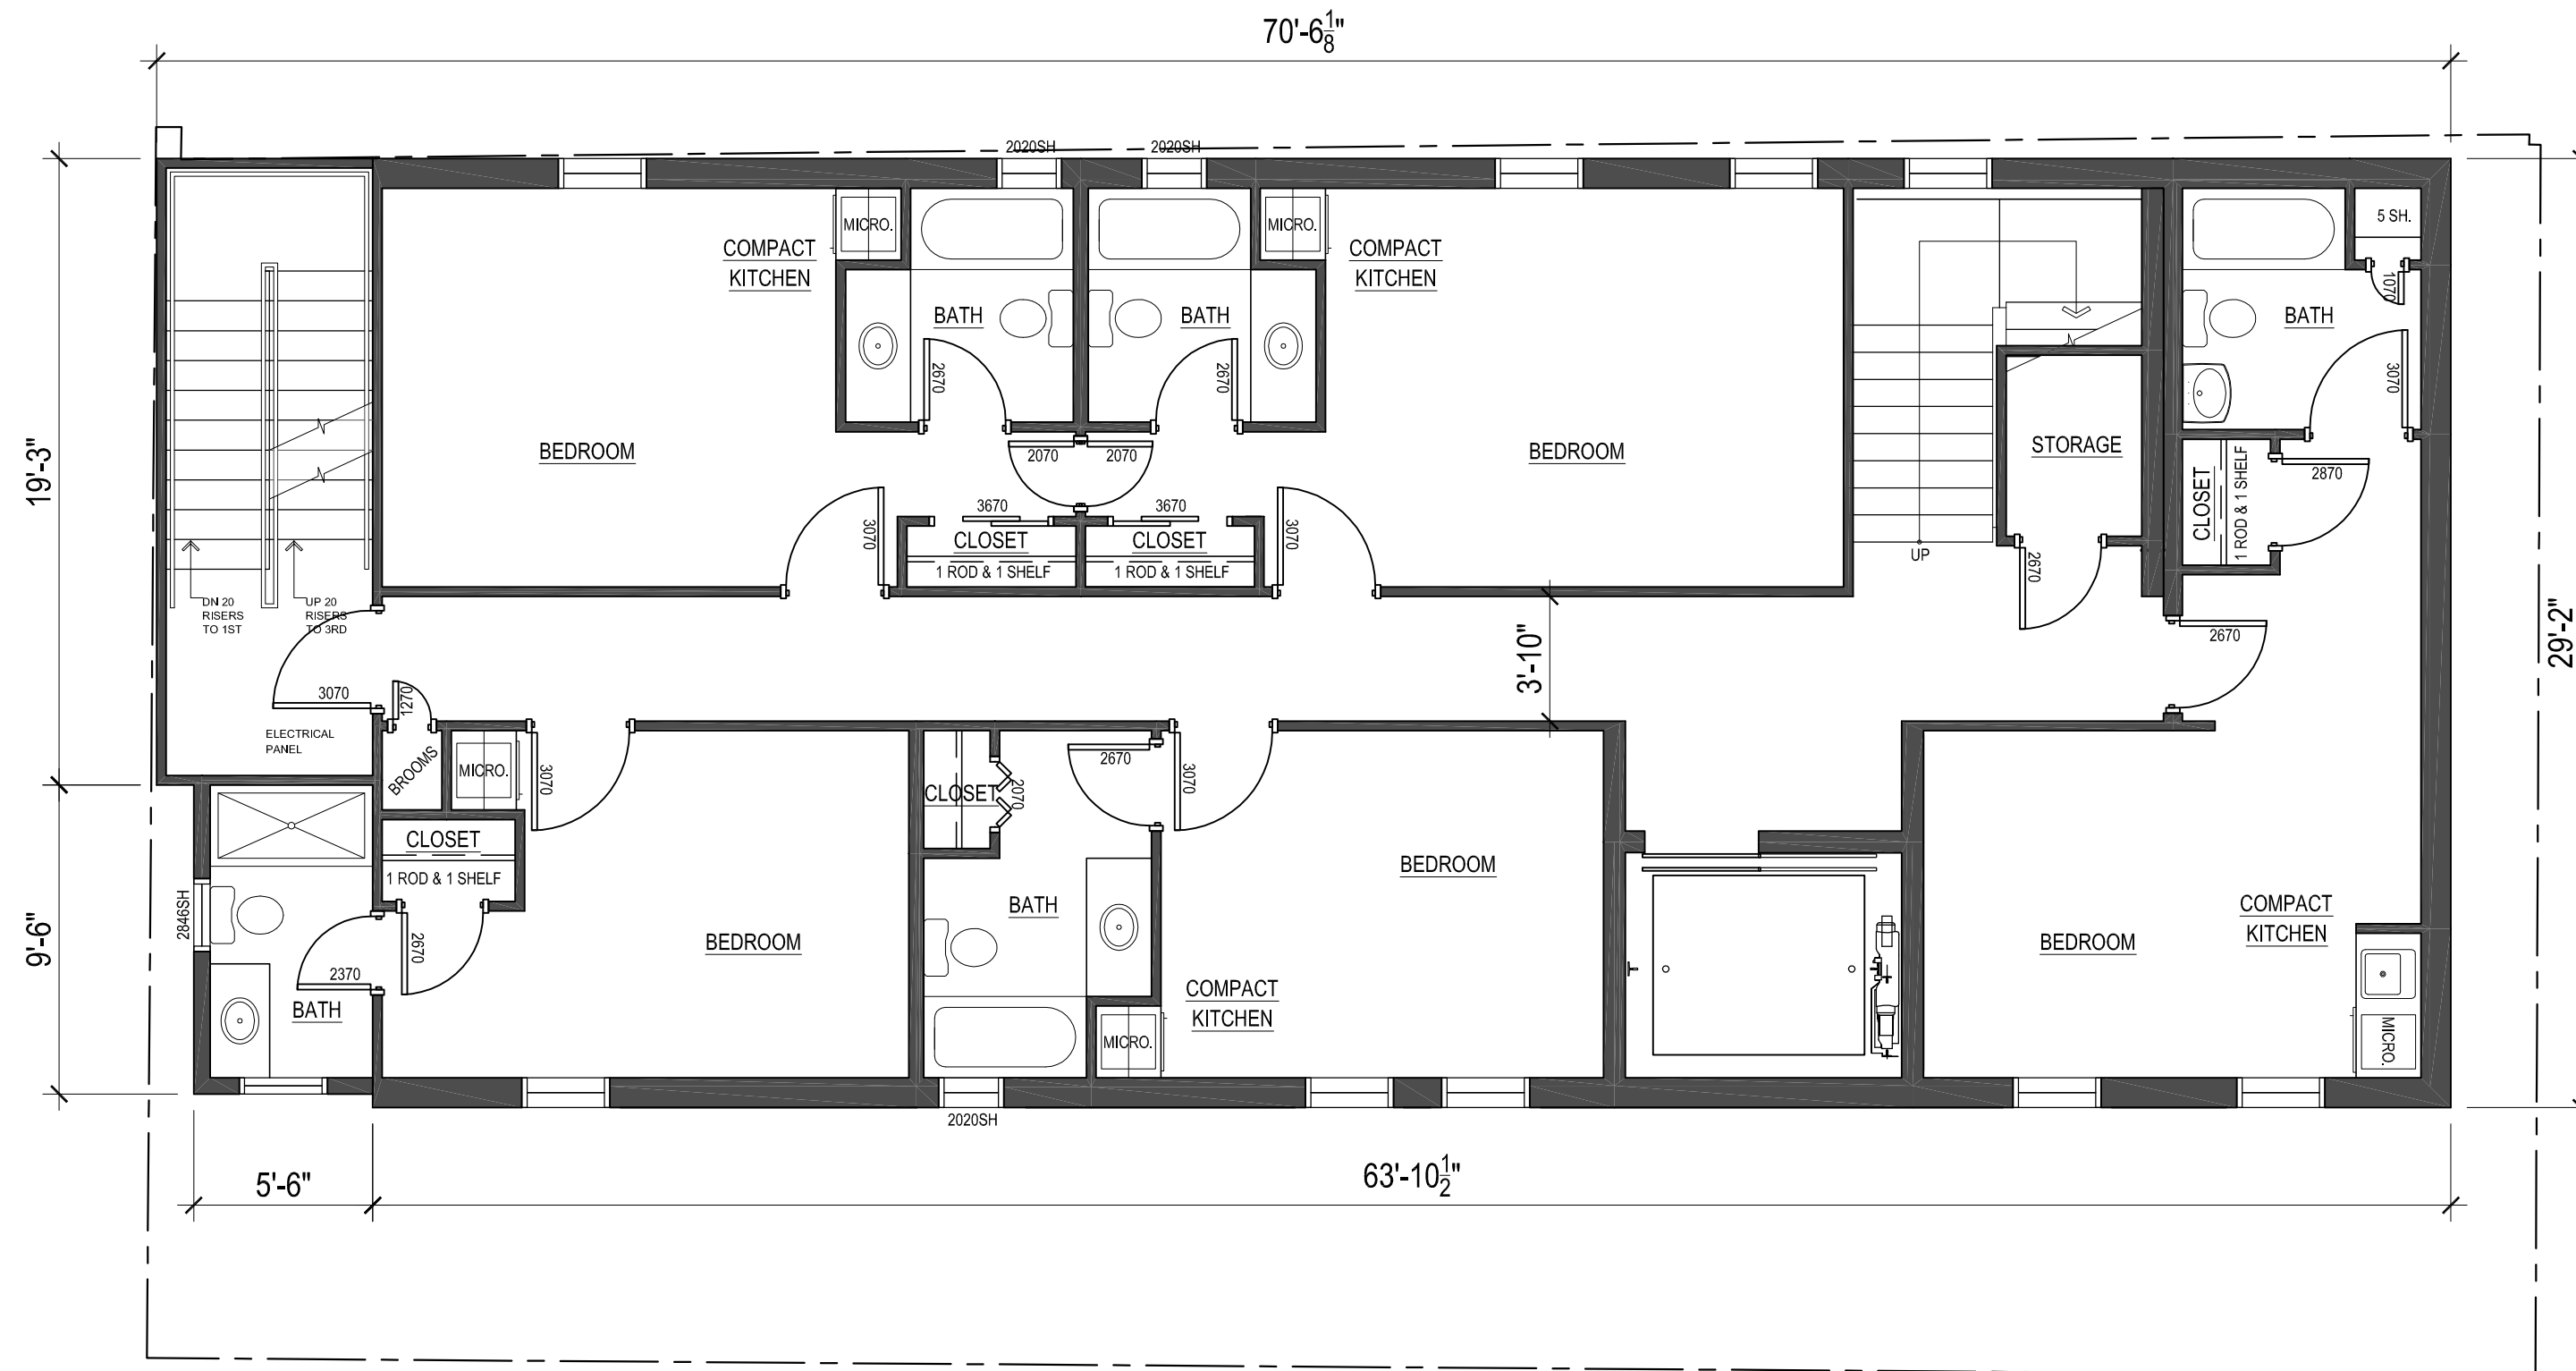 70'-6 1/8"
2020SH
2020SH
MICRO.
MICRO.
5 SH.
COMPACT
KITCHEN
COMPACT
KITCHEN
1070
BATH
BATH
BATH
2670
2670
3070
19'-3"
BEDROOM
2070
2070
BEDROOM
STORAGE
2870
CLOSET
1 ROD & 1 SHELF
3670
3670
3070
CLOSET
CLOSET
3070
1 ROD & 1 SHELF
1 ROD & 1 SHELF
UP
2670
DN 20
RISERS
TO 1ST
UP 20
RISERS
TO 3RD
29'-2"
2670
3'-10"
3070
1270
ELECTRICAL
PANEL
BROOMS
MICRO.
3070
2670
3070
CLOSET
2070
CLOSET
1 ROD & 1 SHELF
BEDROOM
2846SH
9'-6"
BATH
COMPACT
KITCHEN
2670
BEDROOM
BEDROOM
2370
BATH
COMPACT
KITCHEN
MICRO.
MICRO.
2020SH
5'-6"
63'-10 1/2"